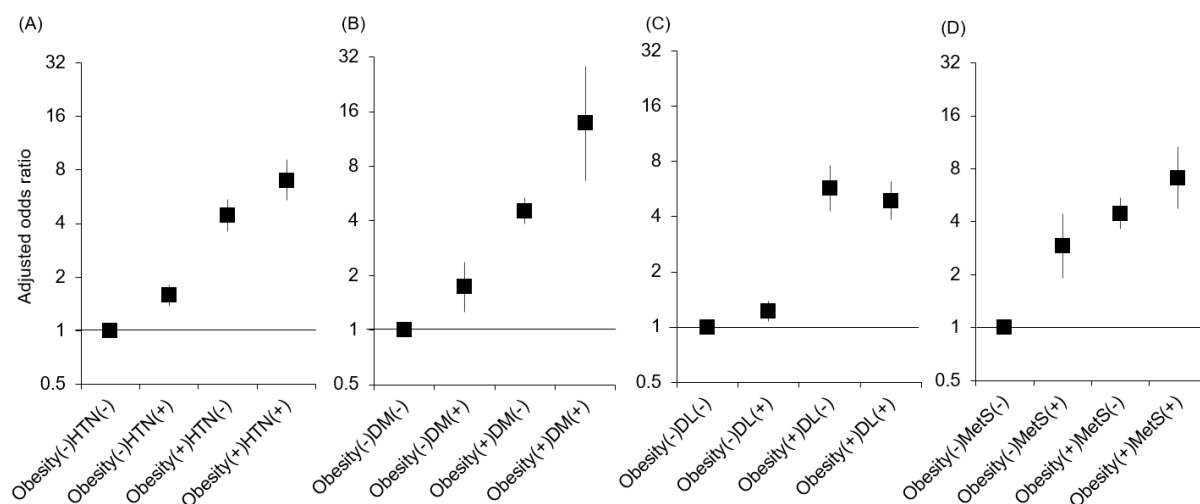 (A)
32
16
8
4
2
1
0.5
Adjusted odds ratio
Obesity(-)HTN(-)
Obesity(-)HTN(+)
Obesity(+)HTN(-)
Obesity(+)HTN(+)
(B)
32
16
8
4
2
1
0.5
Obesity(-)DM(-)
Obesity(-)DM(+)
Obesity(+)DM(-)
Obesity(+)DM(+)
(C)
32
16
8
4
2
1
0.5
Obesity(-)DL(-)
Obesity(-)DL(+)
Obesity(+)DL(-)
Obesity(+)DL(+)
(D)
32
16
8
4
2
1
0.5
Obesity(-)MetS(-)
Obesity(-)MetS(+)
Obesity(+)MetS(-)
Obesity(+)MetS(+)